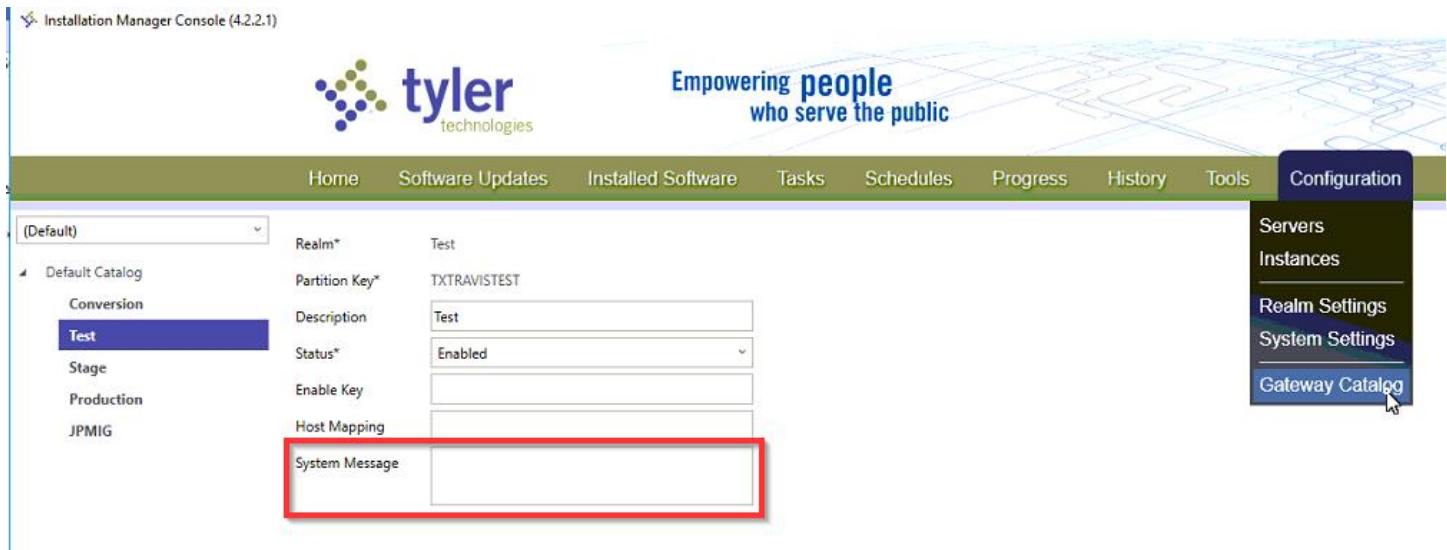 Installation Manager Console (4.2.2.1)
tyler
technologies
Empowering people
who serve the public
Home Software Updates Installed Software Tasks Schedules Progress History Tools Configuration
Servers
Instances
Realm Settings
System Settings
Gateway Catalog
(Default)
Default Catalog
Conversion
Test
Stage
Production
JPMIG
Realm* Test
Partition Key* TXTRAVISTEST
Description Test
Status* Enabled
Enable Key
Host Mapping
System Message